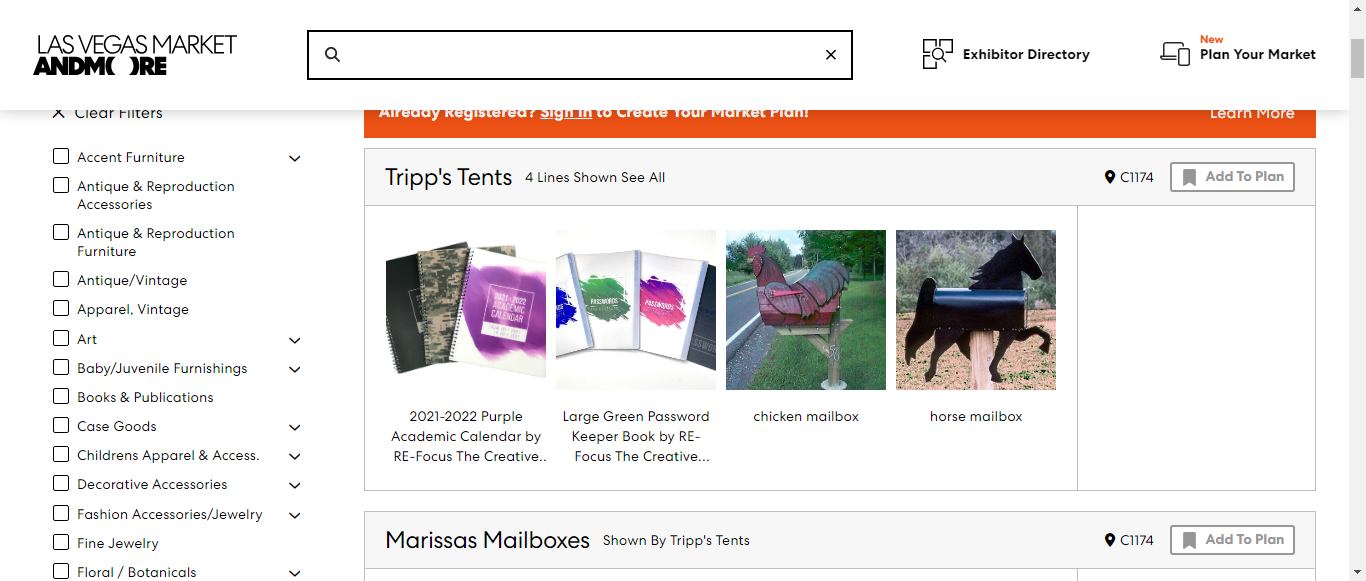 LAS VEGAS MARKET
ANDMORE
Exhibitor Directory
New
Plan Your Market
Clear Filters
Already Registered? Sign In to Create Your Market Plan!
Learn More
Accent Furniture
Antique & Reproduction
Accessories
Antique & Reproduction
Furniture
Antique/Vintage
Apparel, Vintage
Art
Baby/Juvenile Furnishings
Books & Publications
Case Goods
Childrens Apparel & Access.
Decorative Accessories
Fashion Accessories/Jewelry
Fine Jewelry
Floral / Botanicals
Tripp's Tents
4 Lines Shown See All
C1174
Add To Plan
2021-2022
ACADEMIC
CALENDAR
PASSWORDS
PASSWORDS
2021-2022 Purple
Academic Calendar by
RE-Focus The Creative..
Large Green Password
Keeper Book by RE-
Focus The Creative...
chicken mailbox
horse mailbox
Marissas Mailboxes
Shown By Tripp's Tents
C1174
Add To Plan